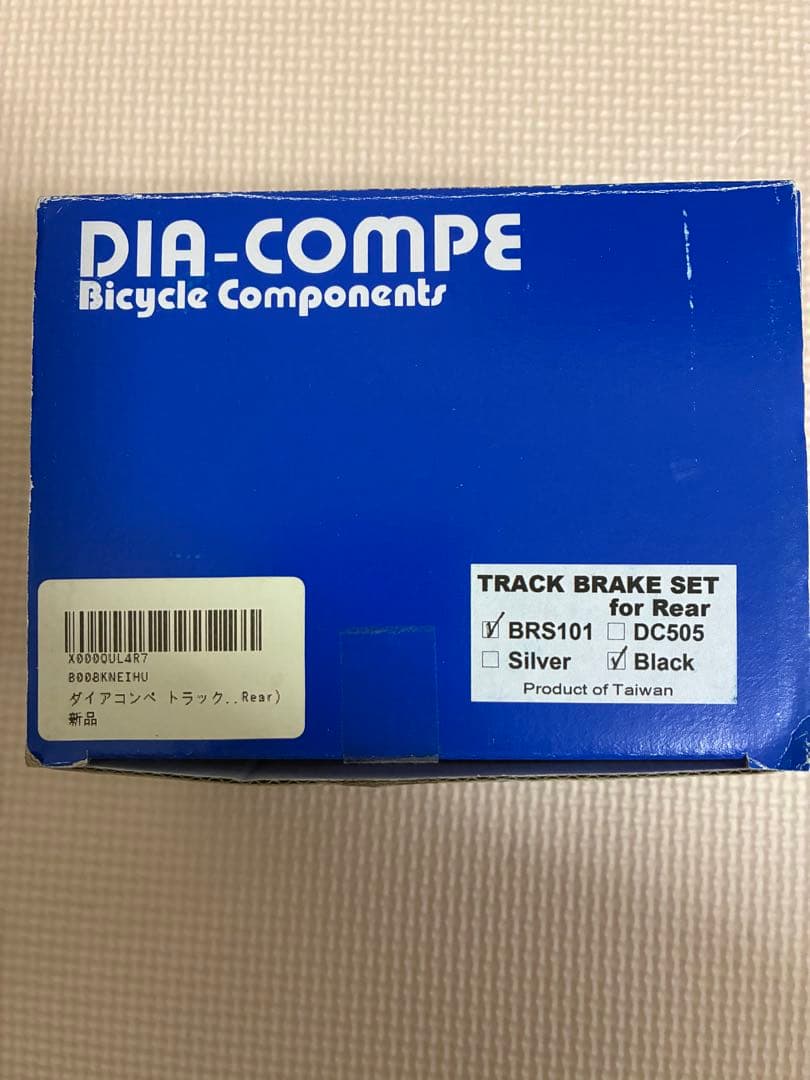 DIA-COMPE
Bicycle Components
TRACK BRAKE SET
for Rear
☑ BRS101 ☐ DC505
☐ Silver ☑ Black
Product of Taiwan
X000QUL4R7
B008KNEIHU
ダイアコンペ トラック..Rear)
新品